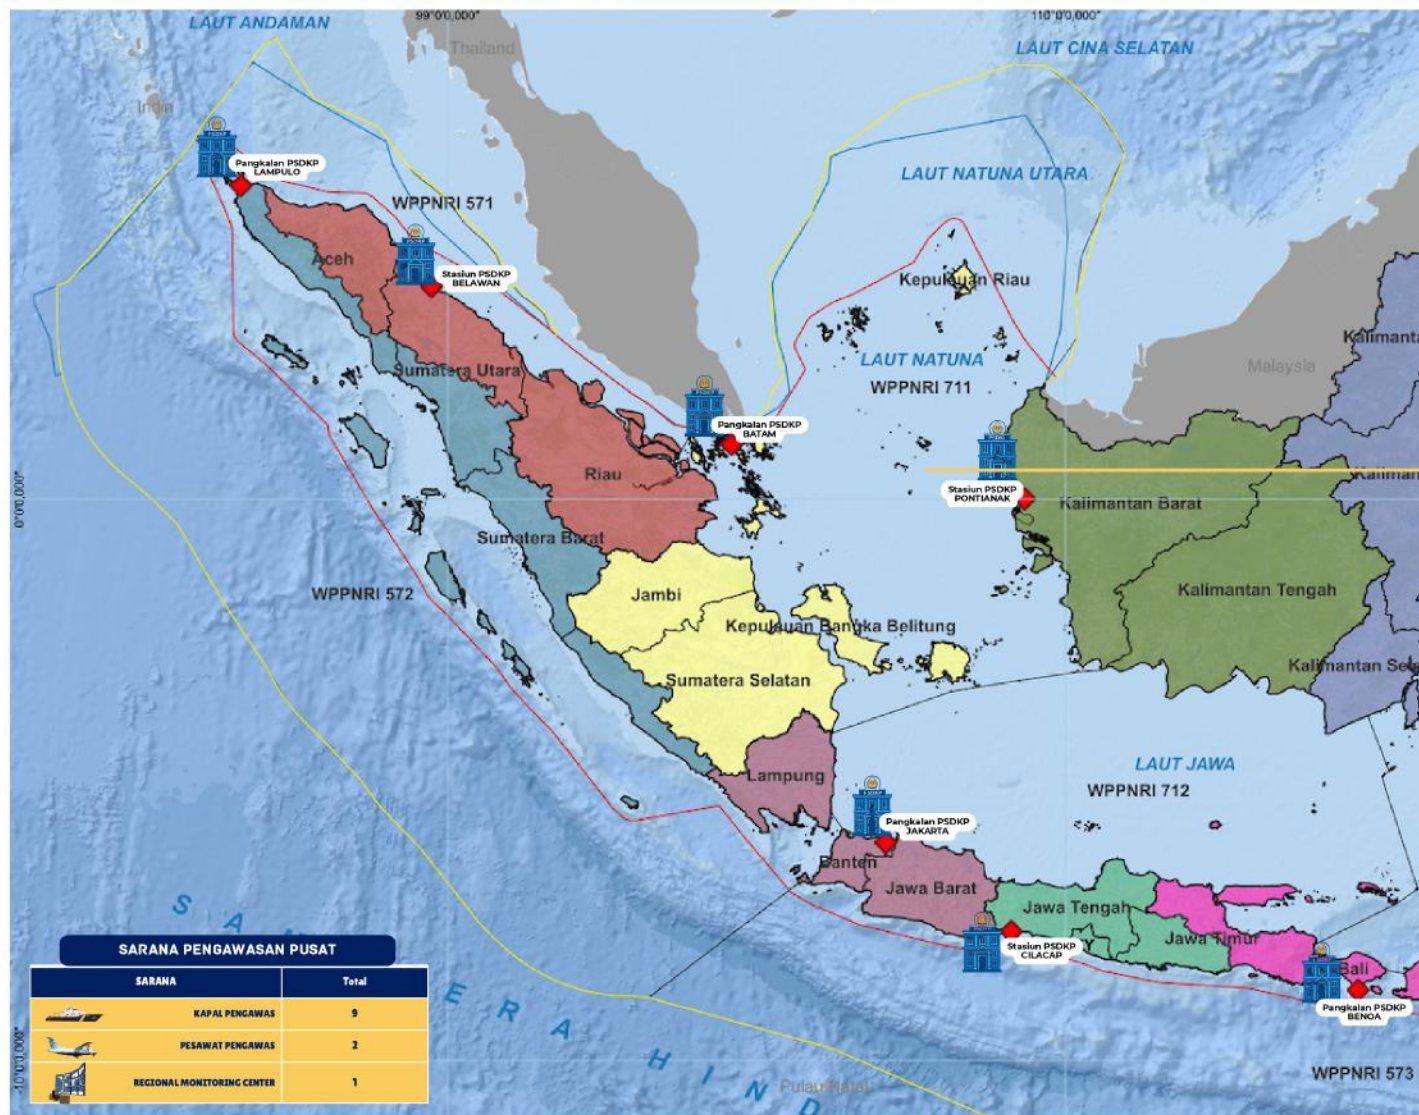 LAUT ANDAMAN
99°0'0,000"
110°0'0,000"
Thailand
LAUT CINA SELATAN
India
Pangkalan PSDKP
LAMPULO
WPPNRI 571
LAUT NATUNA UTARA
Aceh
Stasiun PSDKP
BELAWAN
Kepulauan Riau
Sumatera Utara
LAUT NATUNA
WPPNRI 711
Malaysia
Kalimanta
Pangkalan PSDKP
BATAM
Riau
Stasiun PSDKP
PONTIANAK
Kalimantan Barat
Kalimantan
0°0'0,000"
Sumatera Barat
WPPNRI 572
Jambi
Kalimantan Tengah
Kepulauan Bangka Belitung
Sumatera Selatan
Kalimantan Sel
Lampung
LAUT JAWA
WPPNRI 712
Pangkalan PSDKP
JAKARTA
Banten
Jawa Barat
Jawa Tengah
Jawa Timur
Stasiun PSDKP
CILACAP
Bali
Pangkalan PSDKP
BENOA
WPPNRI 573
-10°0'0,000"
SARANA PENGAWASAN PUSAT
SARANA Total
KAPAL PENGAWAS 9
PESAWAT PENGAWAS 2
REGIONAL MONITORING CENTER 1
S A
E R A H I N D